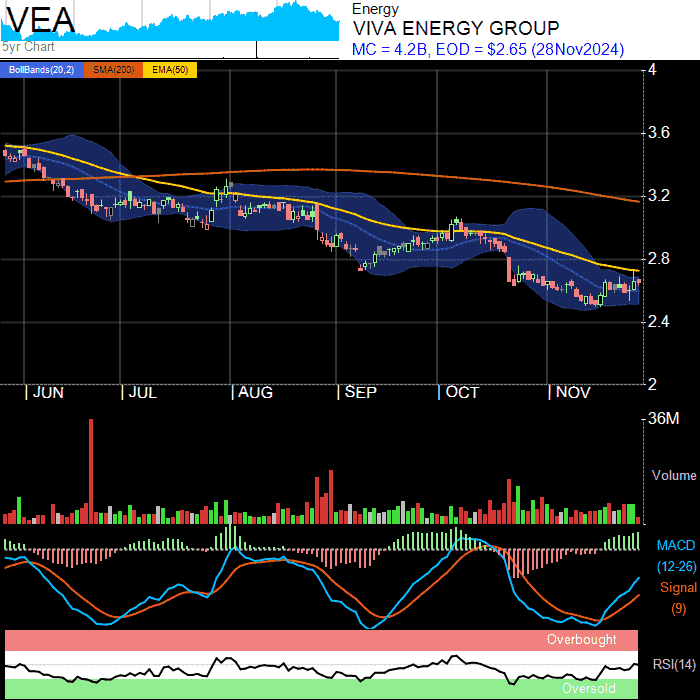 VEA
5yr Chart
Energy
VIVA ENERGY GROUP
MC = 4.2B, EOD = $2.65 (28Nov2024)
BollBands(20,2) SMA(200) EMA(50)
4
3.6
3.2
2.8
2.4
2
JUN JUL AUG SEP OCT NOV
36M
Volume
MACD
(12-26)
Signal
(9)
Overbought
RSI(14)
Oversold